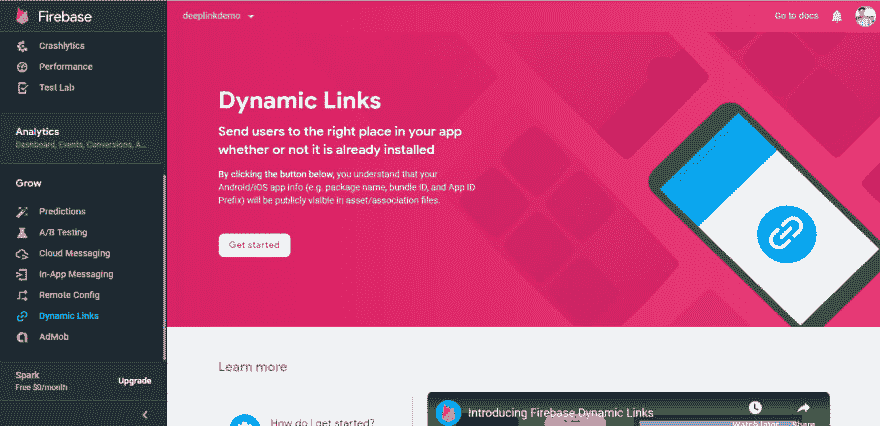 Firebase
deeplinkdemo
Go to docs
Crashlytics
Performance
Test Lab
Analytics
Dashboard, Events, Conversions, A...
Grow
Predictions
A/B Testing
Cloud Messaging
In-App Messaging
Remote Config
Dynamic Links
AdMob
Spark
Free $0/month
Upgrade
Dynamic Links
Send users to the right place in your app
whether or not it is already installed
By clicking the button below, you understand that your
Android/iOS app info (e.g. package name, bundle ID, and App ID
Prefix) will be publicly visible in asset/association files.
Get started
Learn more
How do I get started?
Introducing Firebase Dynamic Links
Watch later
Share